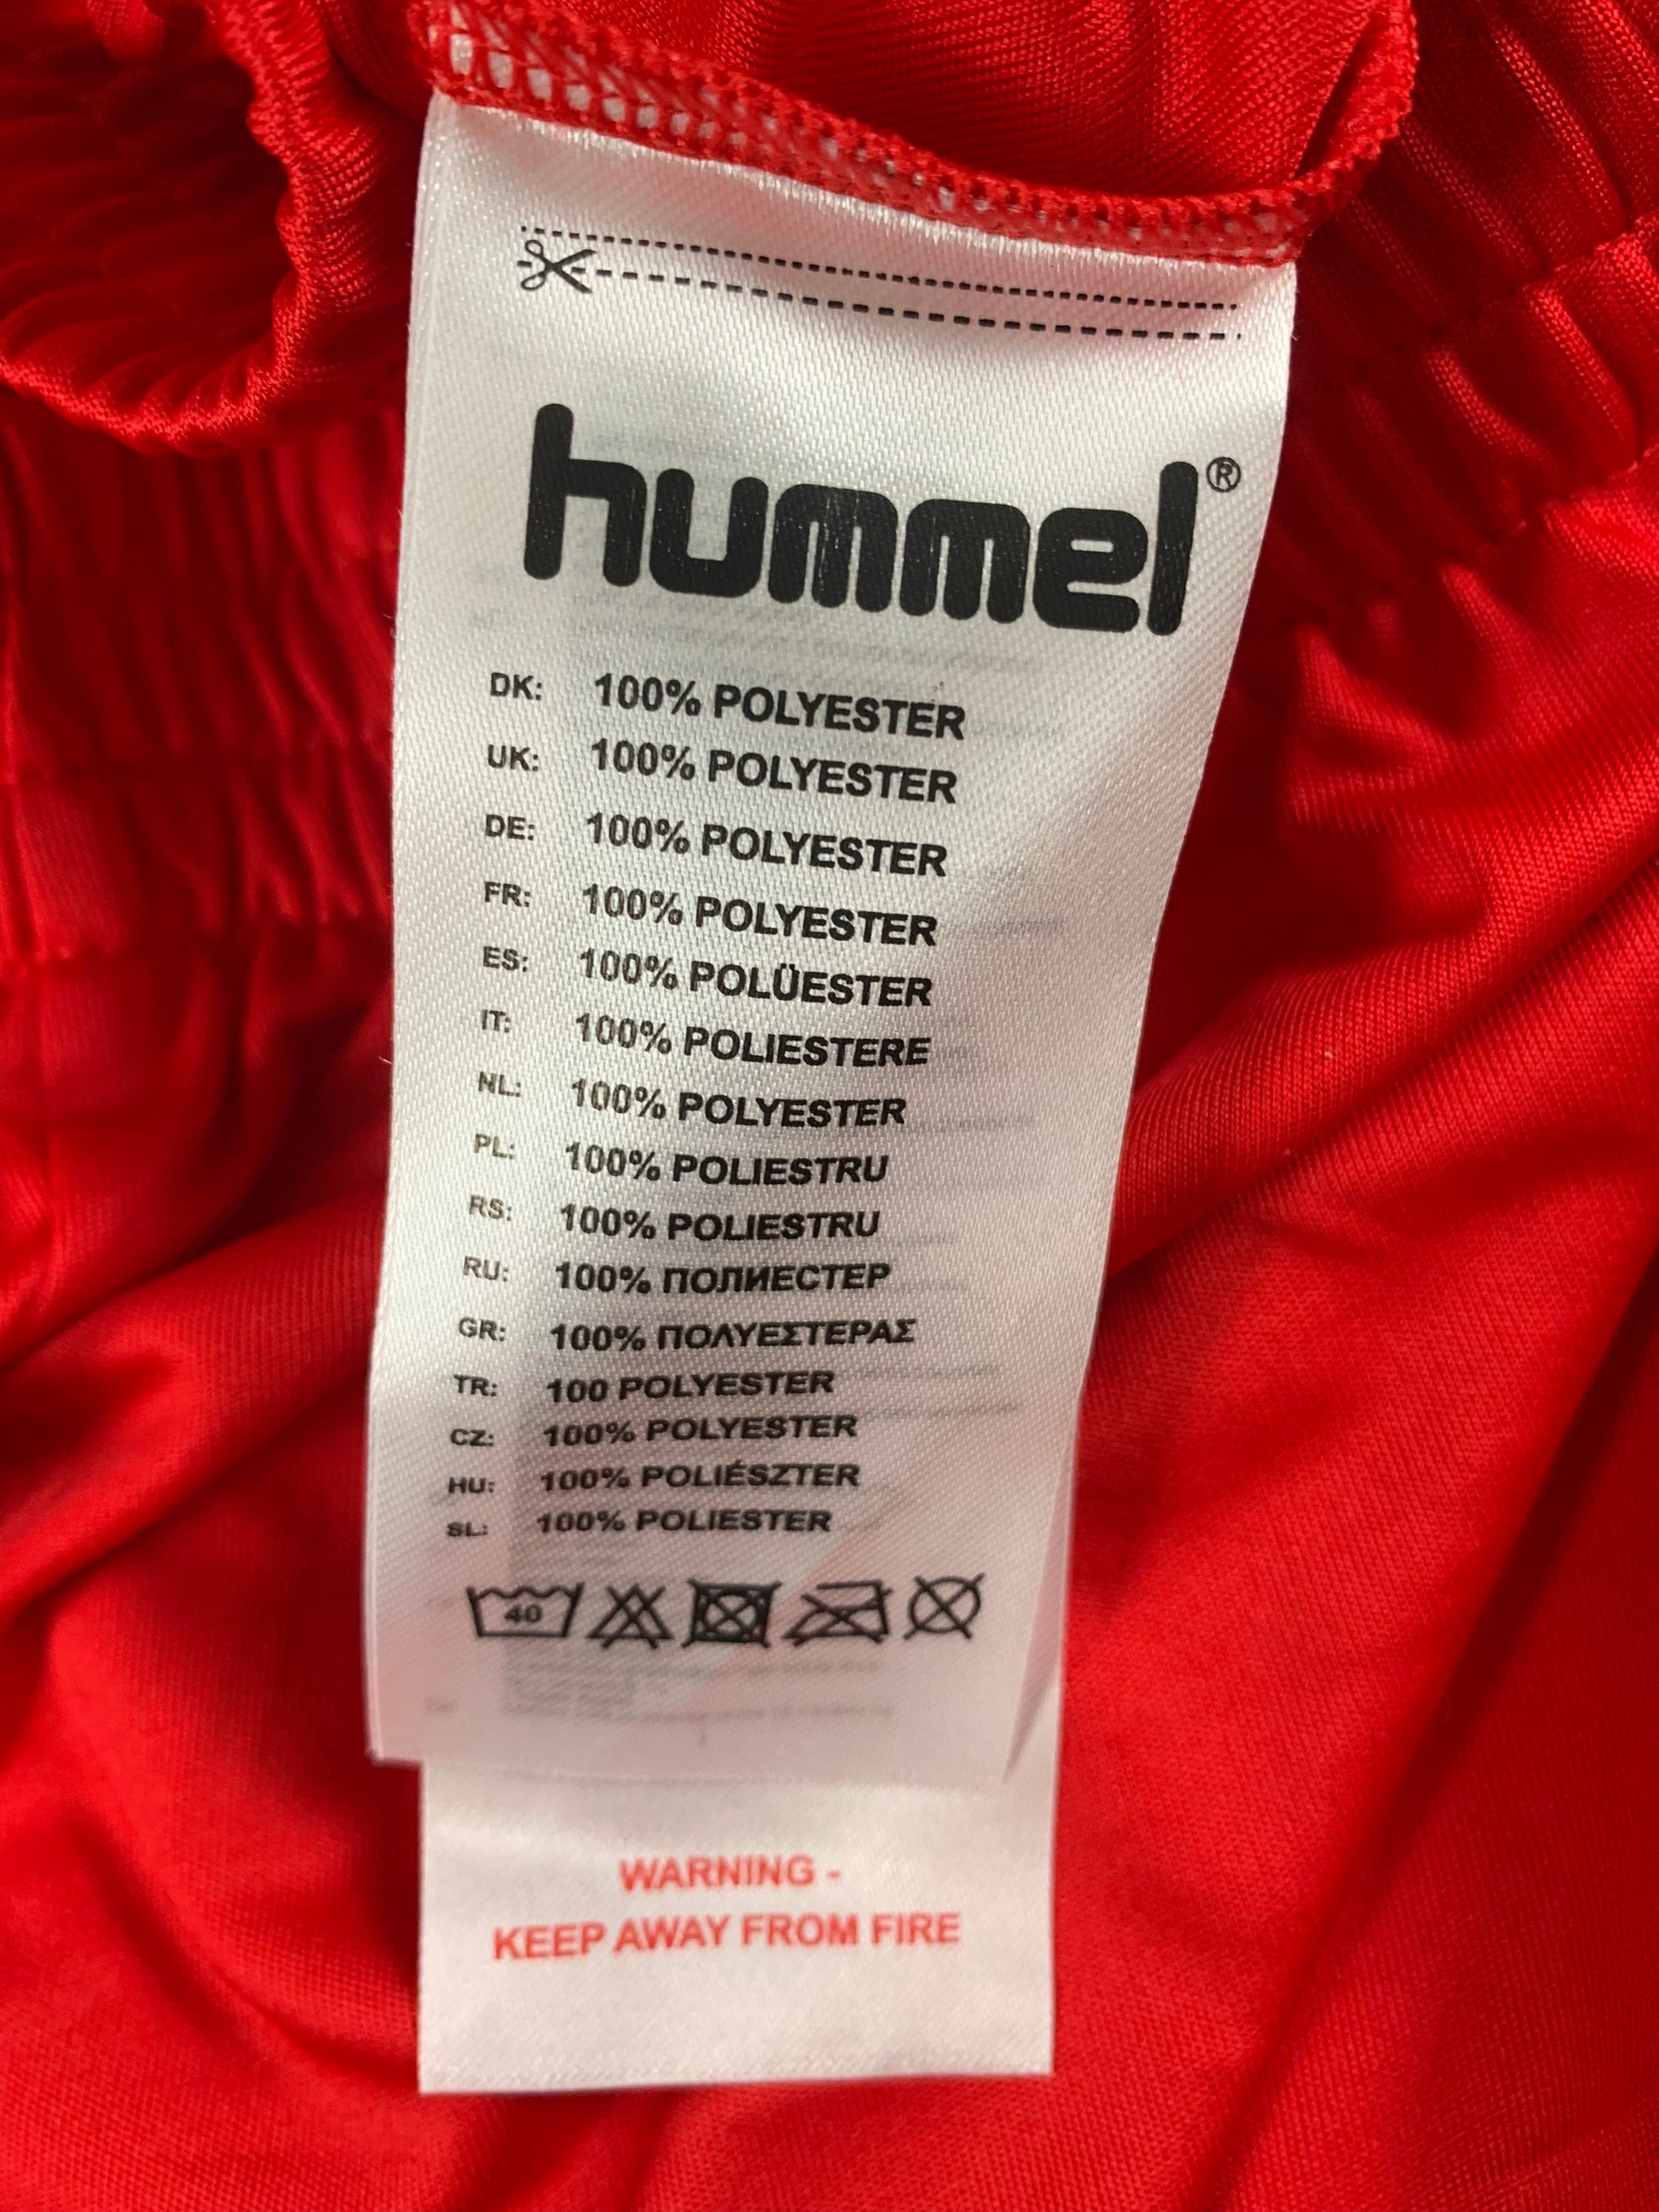 hummel®
DK: 100% POLYESTER
UK: 100% POLYESTER
DE: 100% POLYESTER
FR: 100% POLYESTER
ES: 100% POLÜESTER
IT: 100% POLIESTERE
NL: 100% POLYESTER
PL: 100% POLIESTRU
RS: 100% POLIESTRU
RU: 100% ПОЛИЕСТЕР
GR: 100% ΠΟΛΥΕΣΤΕΡΑΣ
TR: 100 POLYESTER
CZ: 100% POLYESTER
HU: 100% POLIÉSZTER
SL: 100% POLIESTER
40
WARNING -
KEEP AWAY FROM FIRE